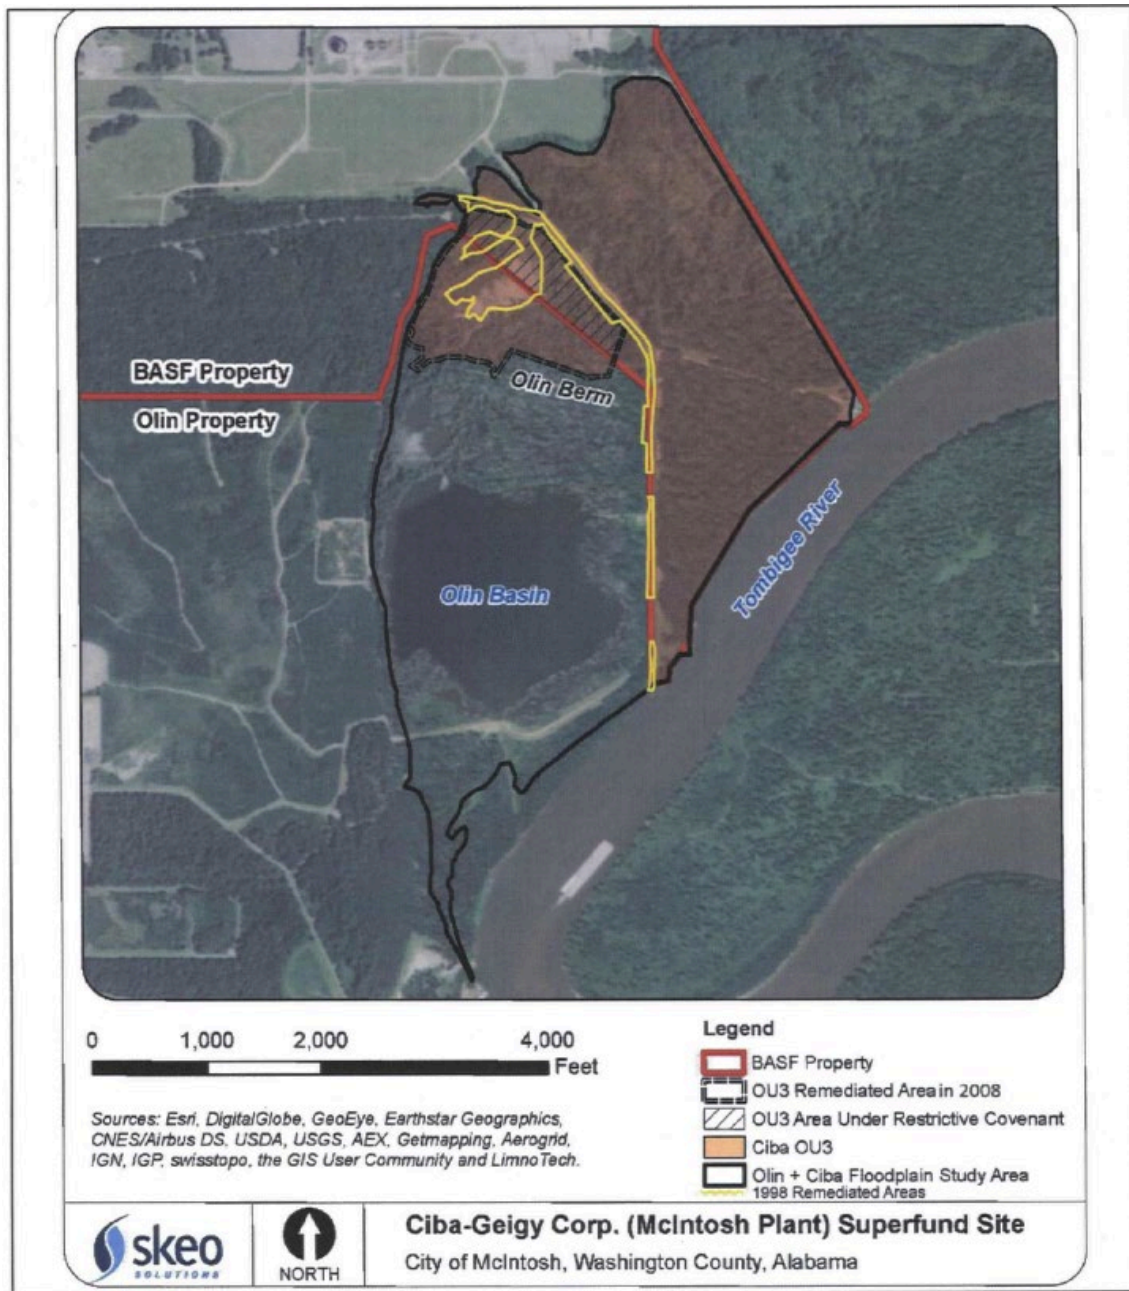 BASF Property
Olin Property
Olin Berm
Olin Basin
Tombigee River
0 1,000 2,000 4,000
Feet
Sources: Esri, DigitalGlobe, GeoEye, Earthstar Geographics,
CNES/Airbus DS, USDA, USGS, AEX, Getmapping, Aerogrid,
IGN, IGP, swisstopo, the GIS User Community and LimnoTech.
Legend
BASF Property
OU3 Remediated Area in 2008
OU3 Area Under Restrictive Covenant
Ciba OU3
Olin + Ciba Floodplain Study Area
1998 Remediated Areas
skeo
SOLUTIONS
NORTH
Ciba-Geigy Corp. (McIntosh Plant) Superfund Site
City of McIntosh, Washington County, Alabama